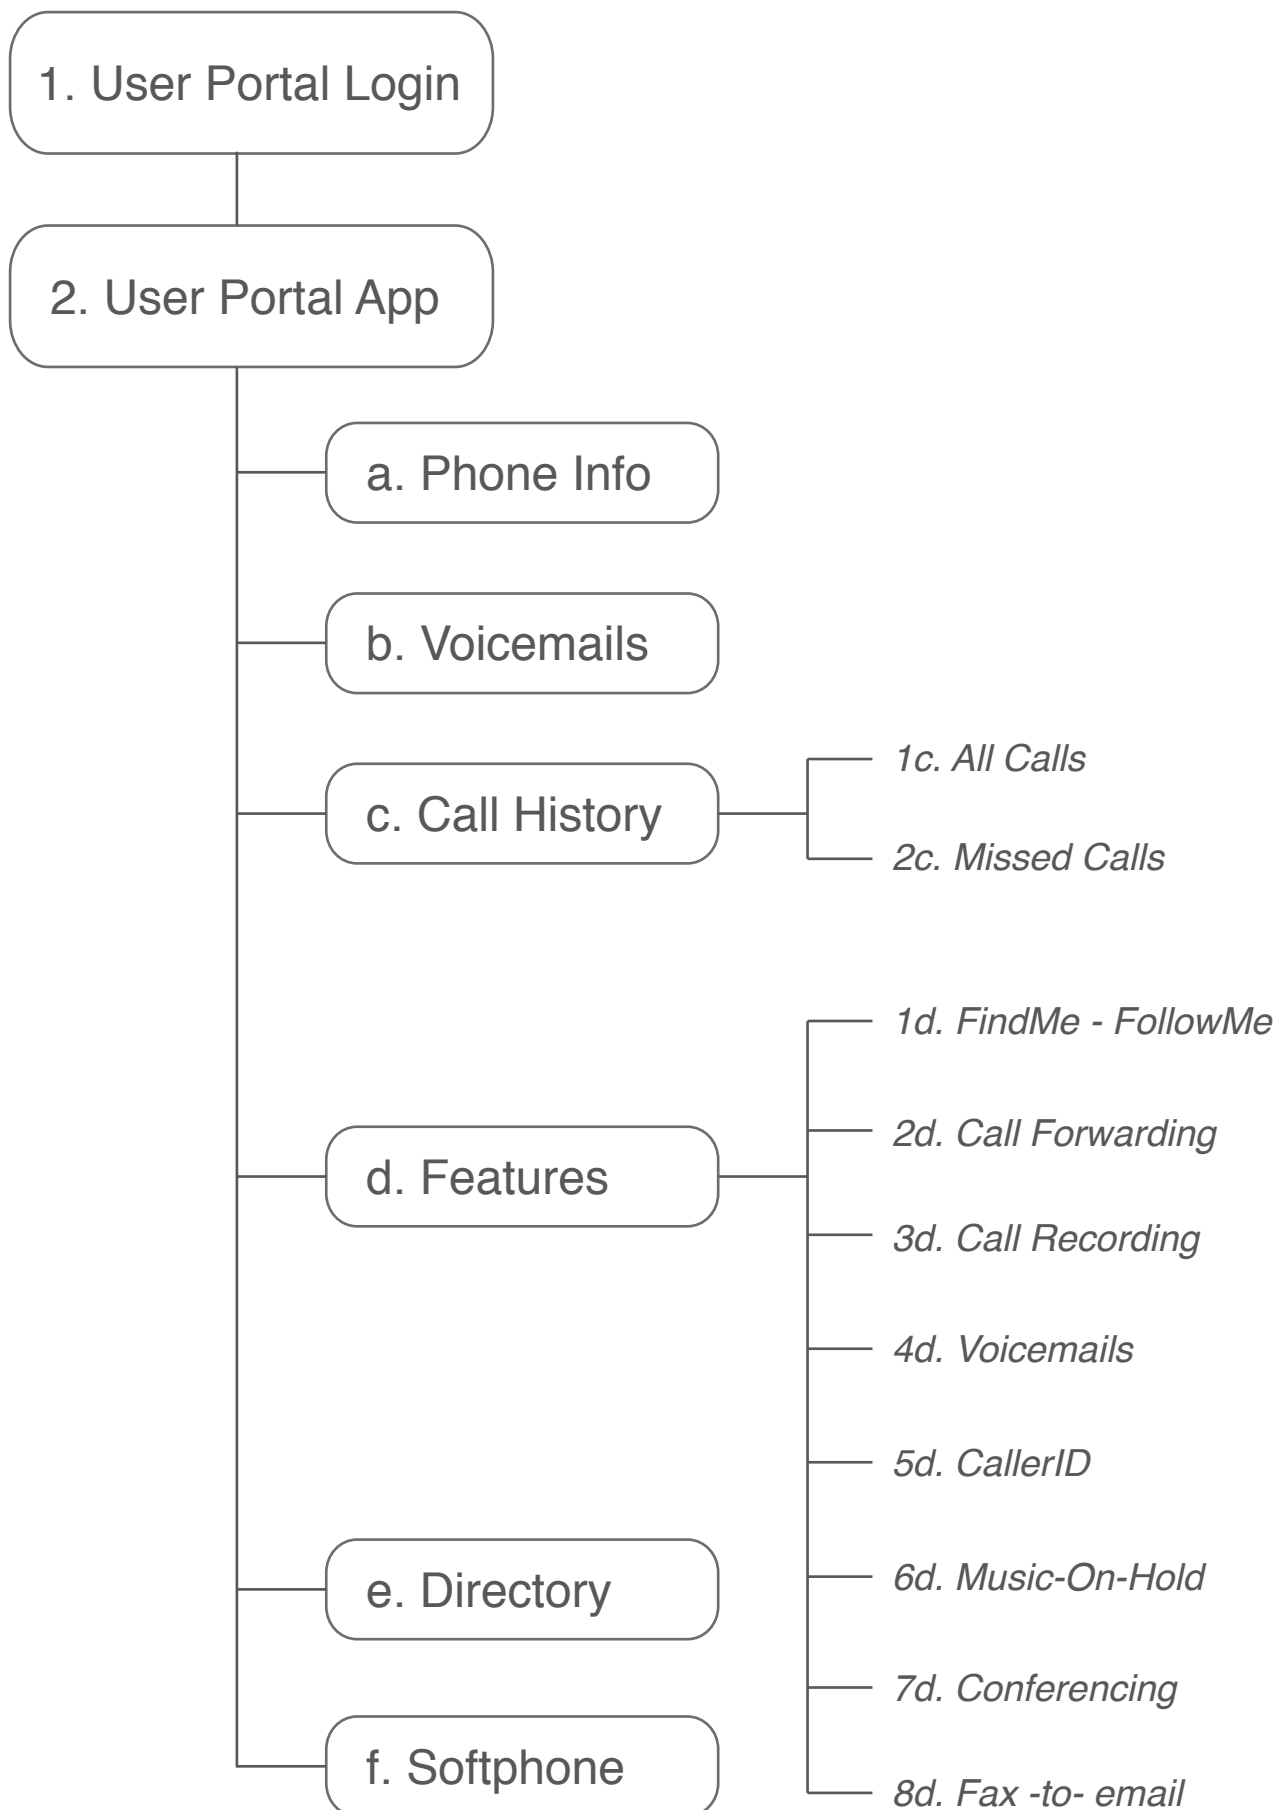 1. User Portal Login
2. User Portal App
a. Phone Info
b. Voicemails
c. Call History
1c. All Calls
2c. Missed Calls
d. Features
1d. FindMe - FollowMe
2d. Call Forwarding
3d. Call Recording
4d. Voicemails
5d. CallerID
6d. Music-On-Hold
7d. Conferencing
8d. Fax -to- email
e. Directory
f. Softphone